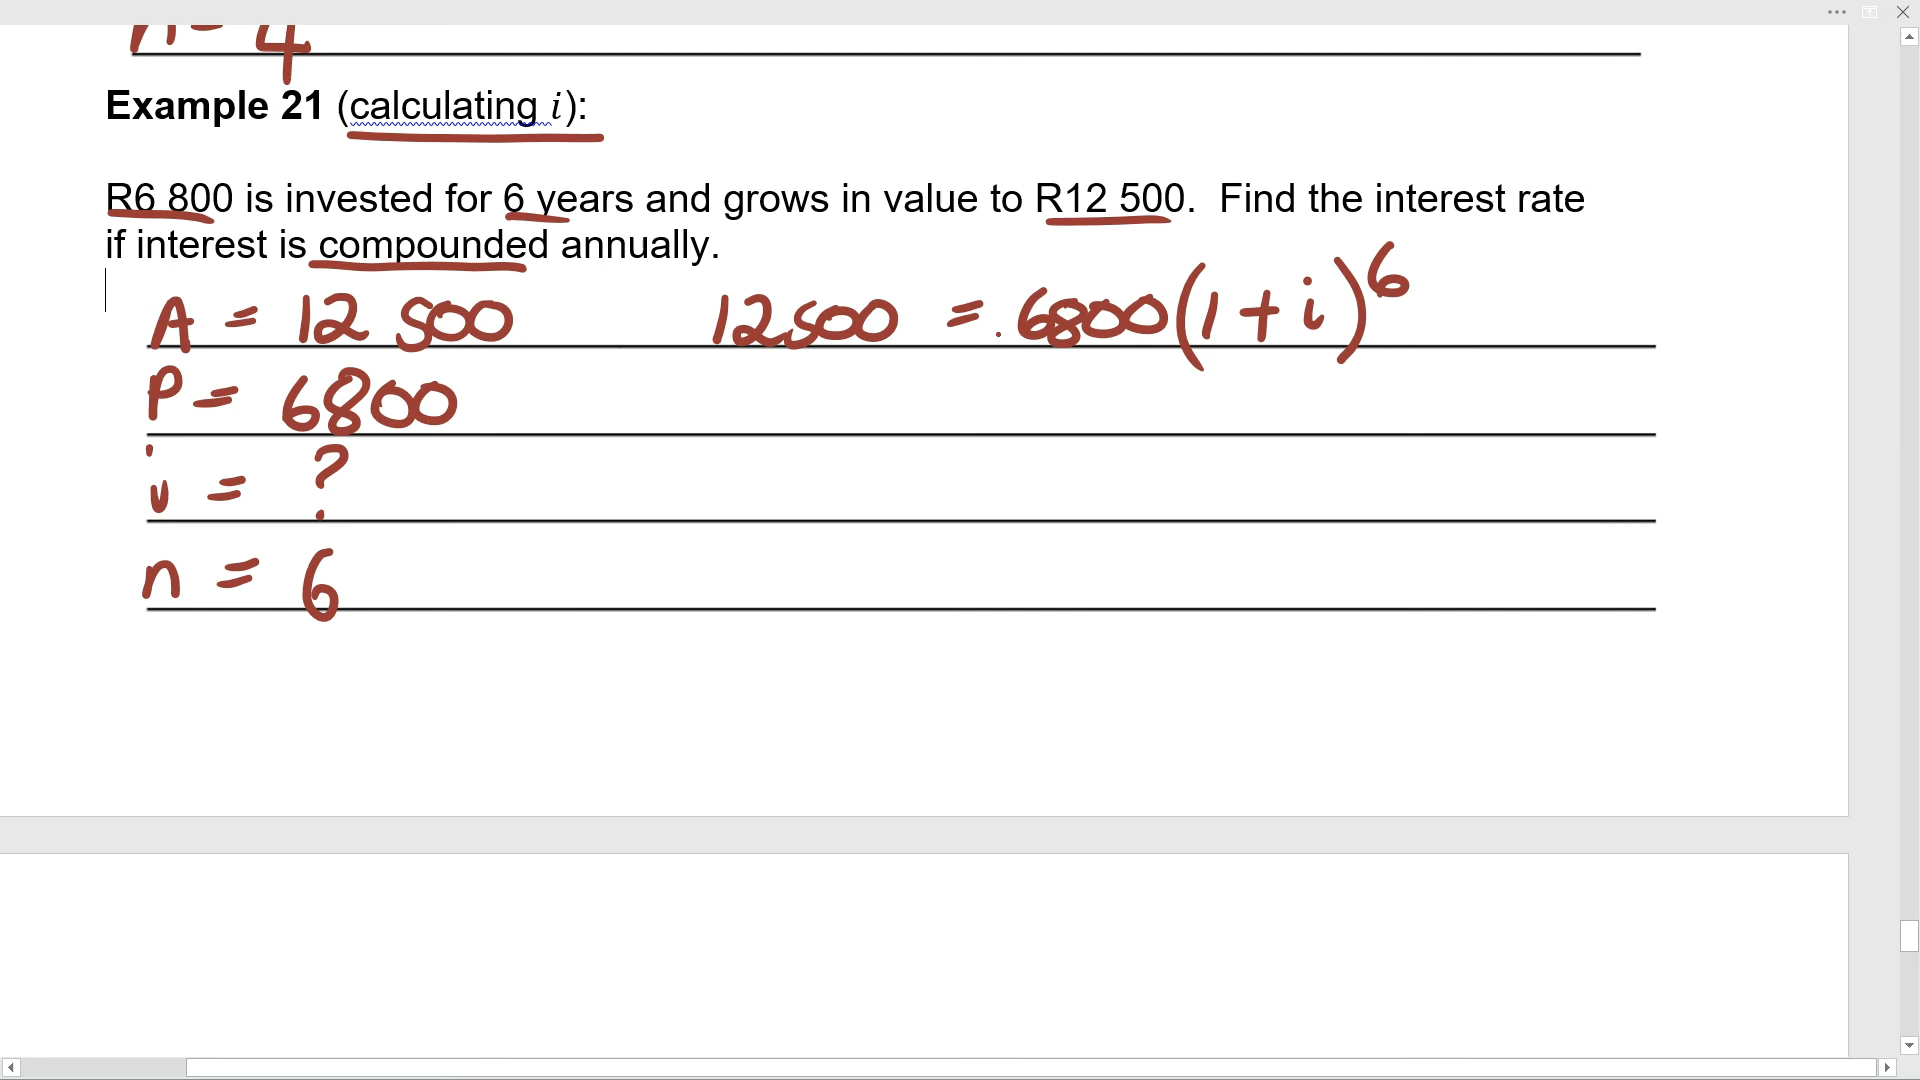 n = 4
Example 21 (calculating i):
R6 800 is invested for 6 years and grows in value to R12 500. Find the interest rate
if interest is compounded annually.
A = 12 500 12500 = 6800(1 + i)^6
P = 6800
i = ?
n = 6